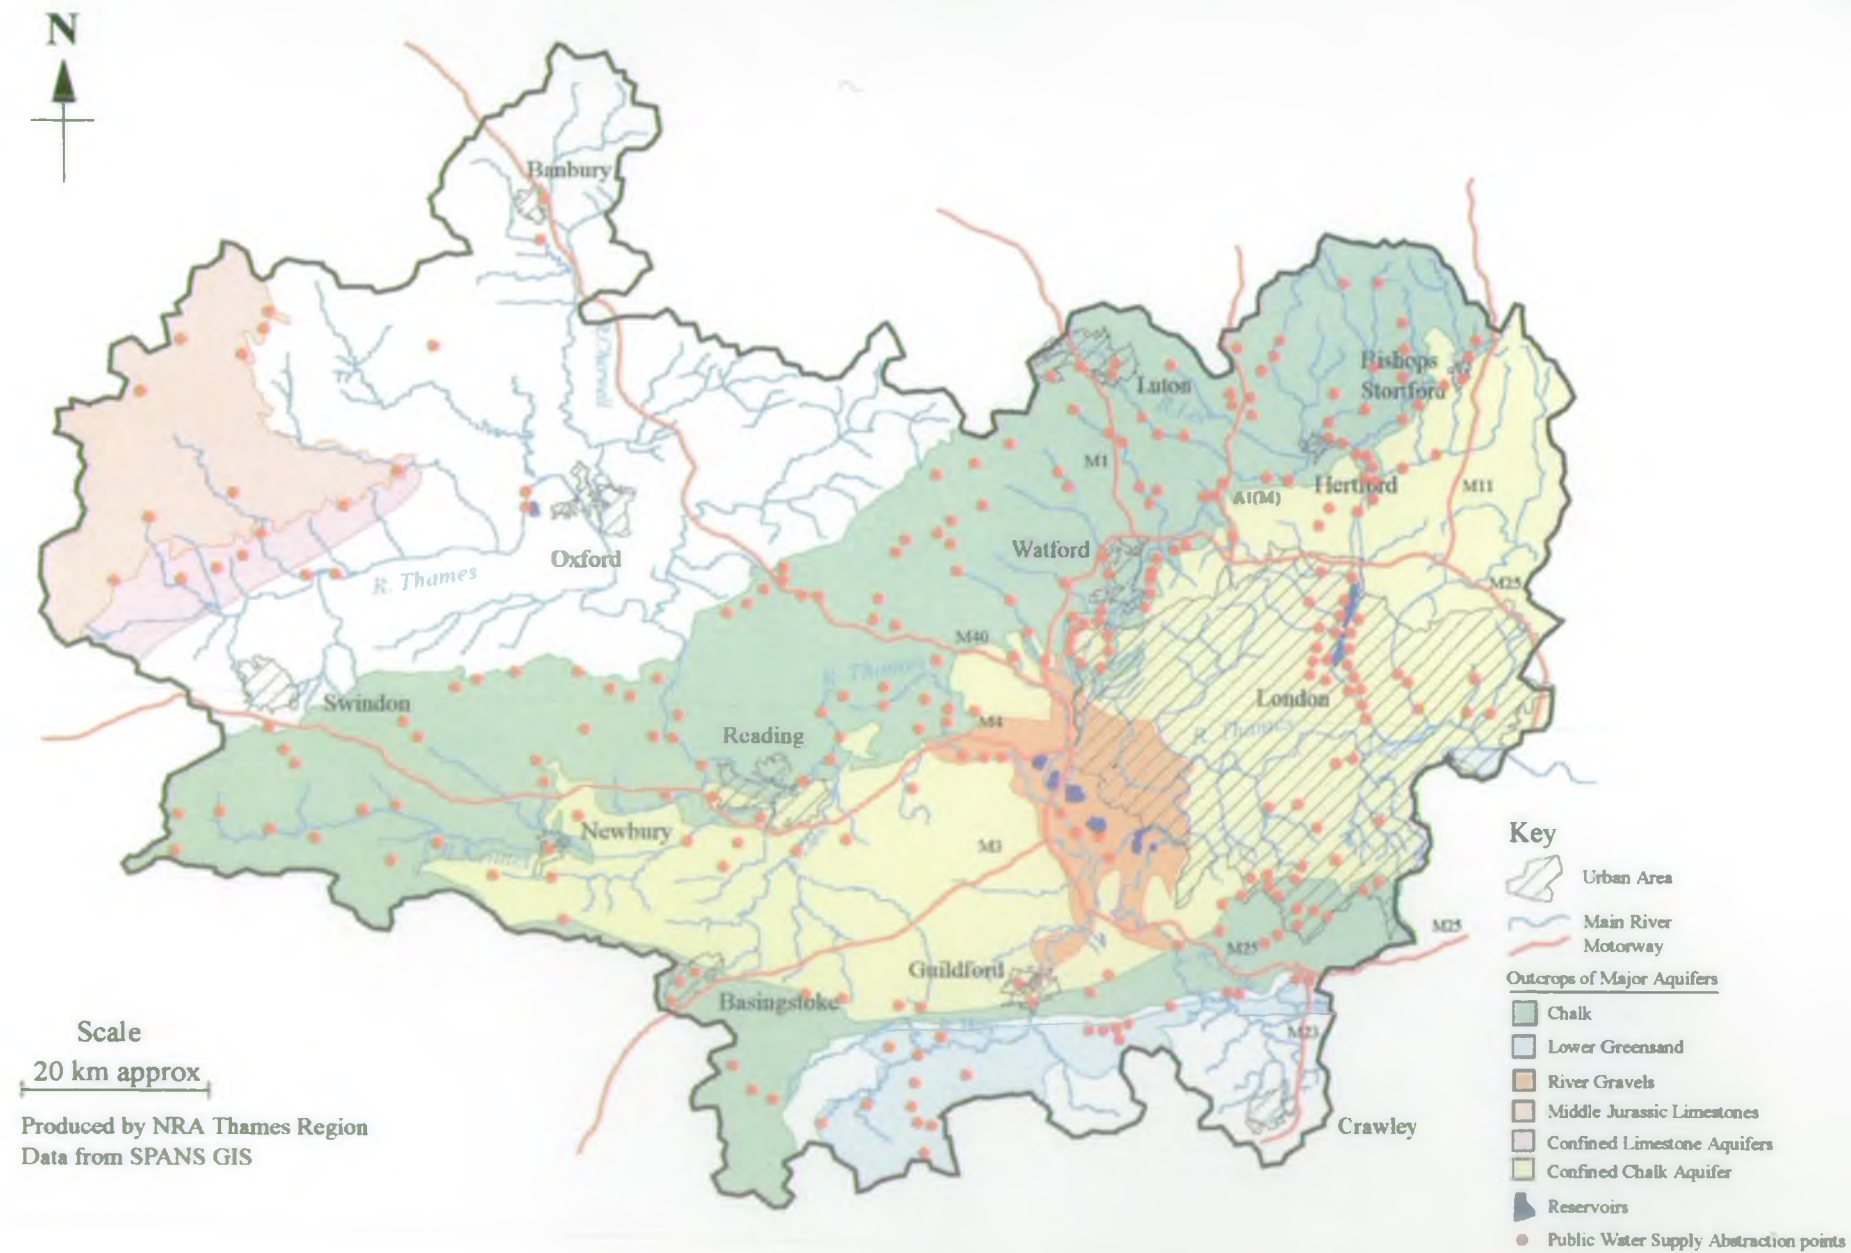 N
Banbury
R. Cherwell
Luton
R. Lee
Bishops
Stortford
M1
A1(M)
Hertford
M11
Oxford
R. Thames
Watford
M25
M40
R. Thames
London
R. Thames
Swindon
M4
Reading
Newbury
R. Kennet
M3
Guildford
M25
M25
Basingstoke
R. Wey
M23
Crawley
Scale
20 km approx
Produced by NRA Thames Region
Data from SPANS GIS
Key
Urban Area
Main River
Motorway
Outcrops of Major Aquifers
Chalk
Lower Greensand
River Gravels
Middle Jurassic Limestones
Confined Limestone Aquifers
Confined Chalk Aquifer
Reservoirs
Public Water Supply Abstraction points